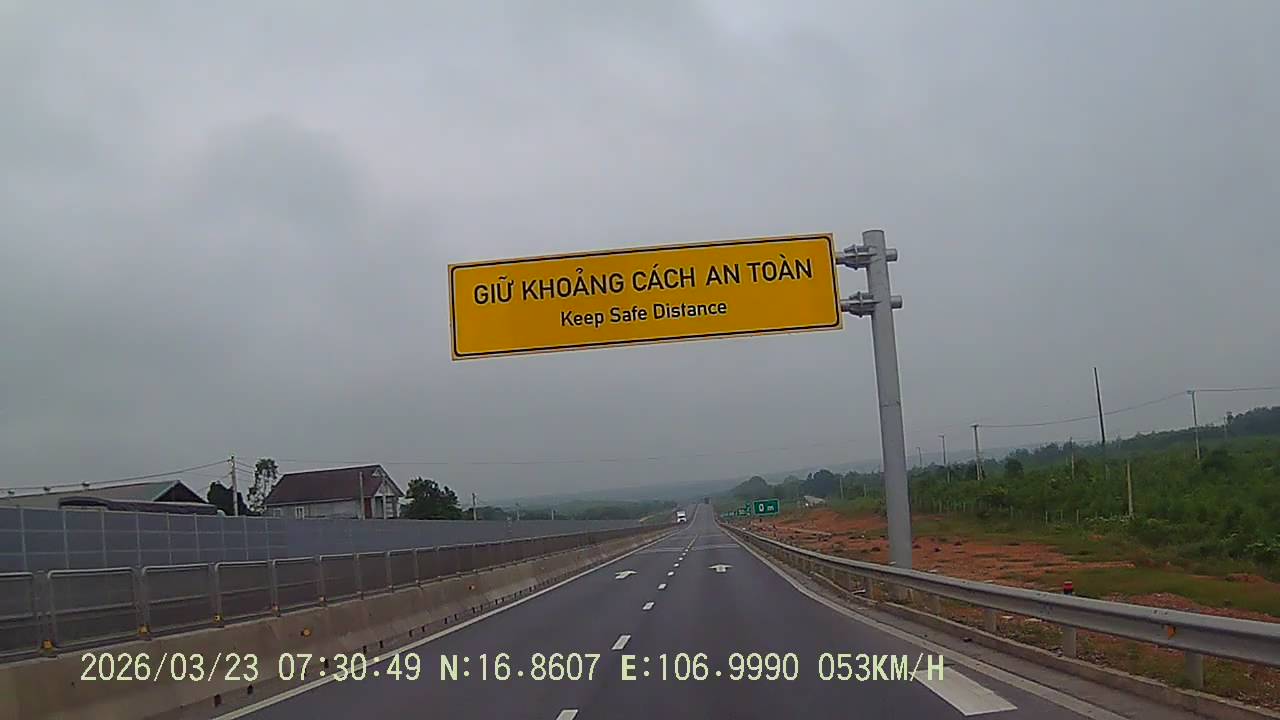 GIỮ KHOẢNG CÁCH AN TOÀN
Keep Safe Distance
0 m
2026/03/23 07:30:49 N:16.8607 E:106.9990 053KM/H